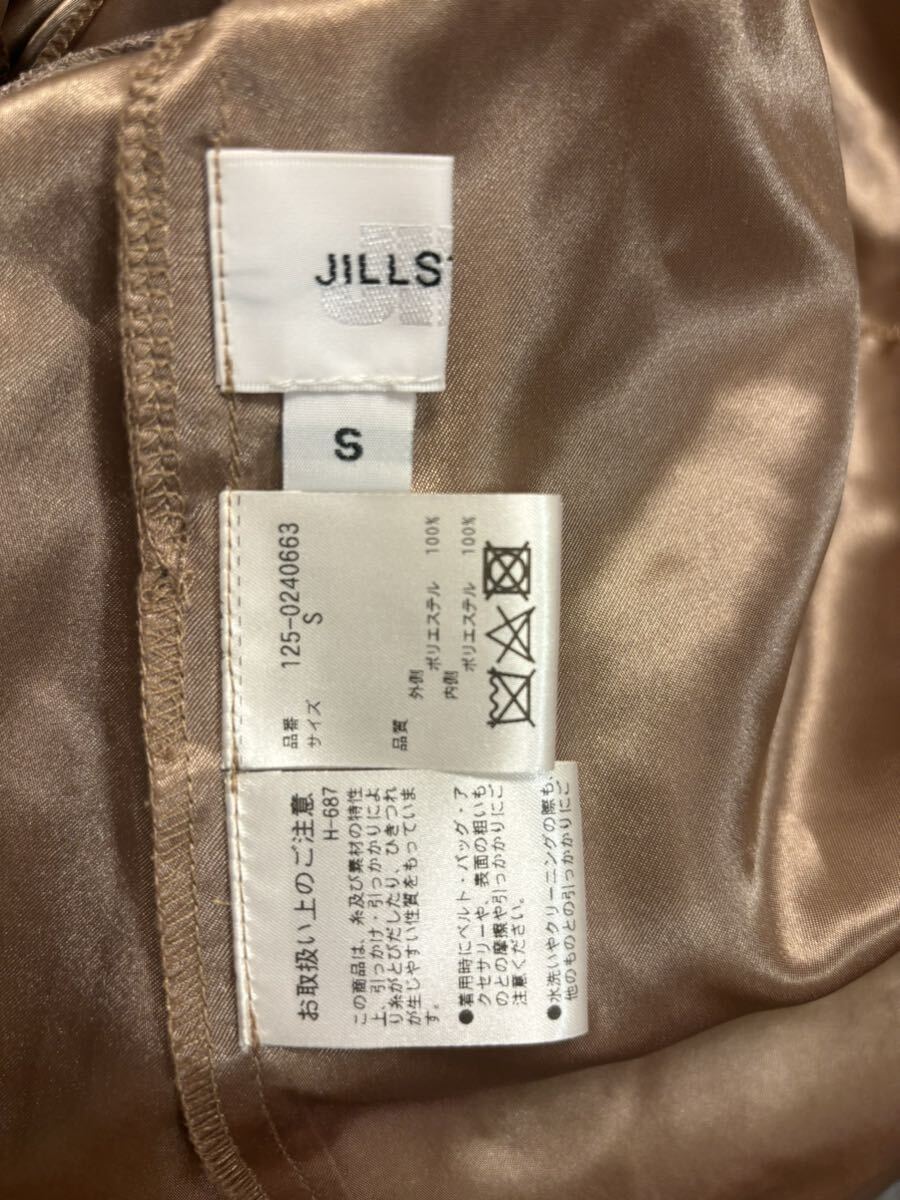 JILLS
S
品番 125-0240663
サイズ S
品質
外側
ポリエステル 100%
内側
ポリエステル 100%
お取扱い上のご注意
H-687
この商品は、糸及び素材の特性
上、引っかけ・引っかかりによ
り糸がとびだしたり、ひきつれ
が生じやすい性質をもっていま
す。
●着用時にベルト・バッグ・ア
クセサリーや、表面の粗いも
のとの摩擦や引っかかりにご
注意ください。
●水洗いやクリーニングの際も、
他のものとの引っかかりにご